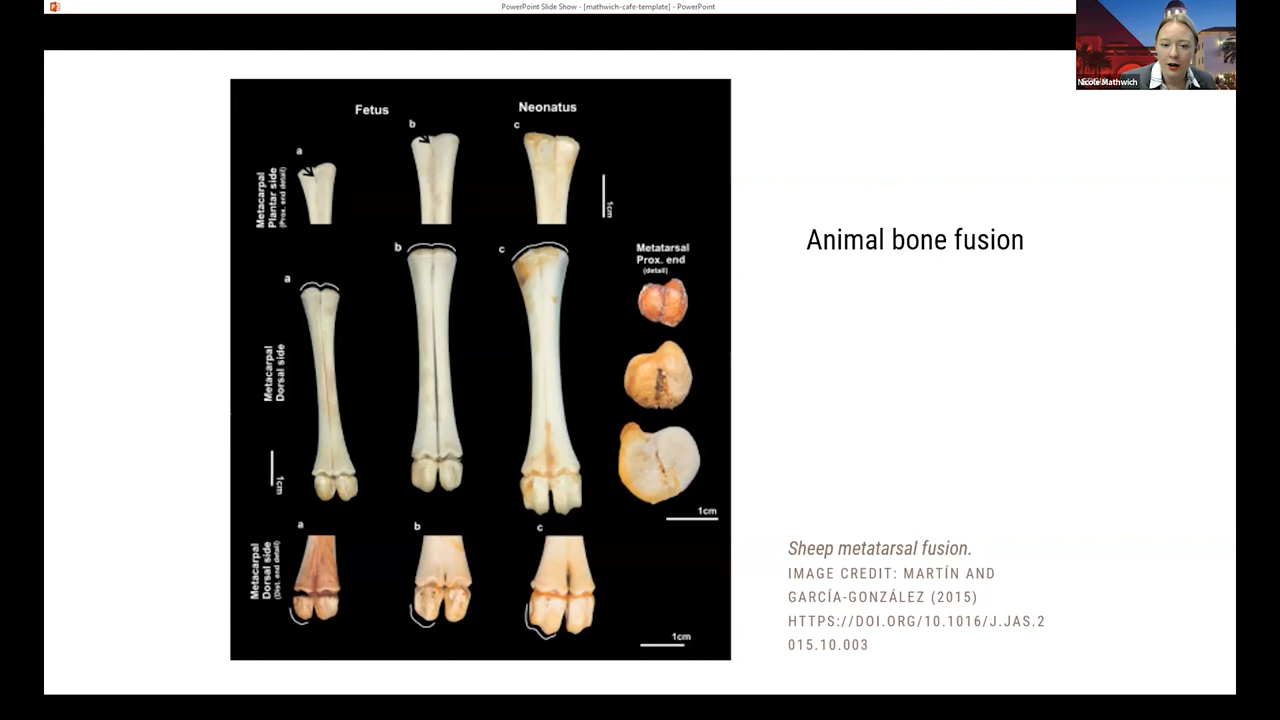 PowerPoint Slide Show - [mathwich-cafe-template] - PowerPoint
Nicole Mathwich
Fetus
Neonatus
a
b
c
Metacarpal
Plantar side
(Prox. end detail)
1cm
a
b
c
Metacarpal
Dorsal side
1cm
Metatarsal
Prox. end
(detail)
1cm
a
b
c
Metacarpal
Dorsal side
(Dist. end detail)
1cm
Animal bone fusion
Sheep metatarsal fusion.
IMAGE CREDIT: MARTÍN AND
GARCÍA-GONZÁLEZ (2015)
HTTPS://DOI.ORG/10.1016/J.JAS.2
015.10.003